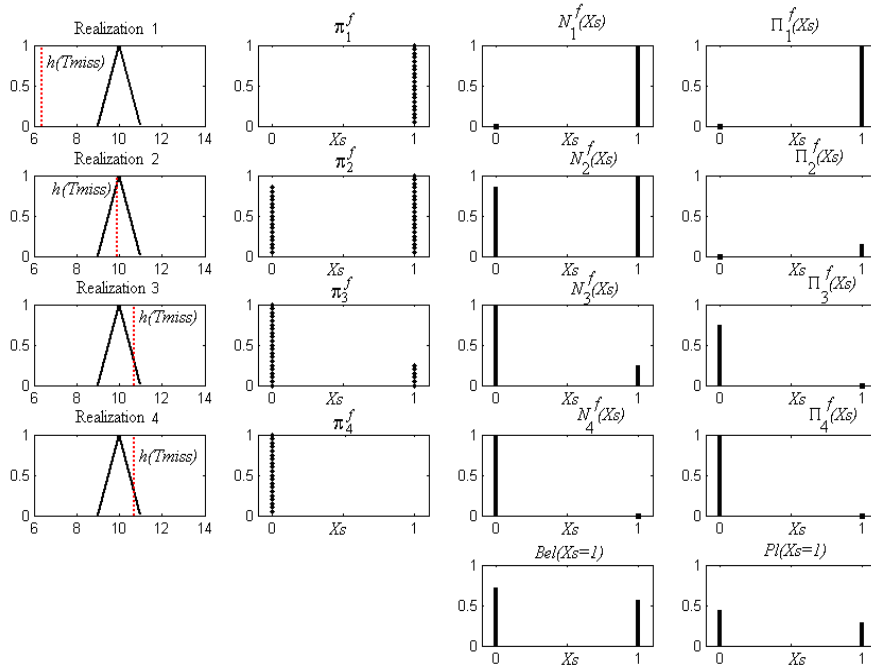 Realization 1 π₁ᶠ N₁ᶠ(Xs) Π₁ᶠ(Xs)
1 1 1 1
h(Tmiss)
0.5 0.5 0.5 0.5
0 0 0 0
6 8 10 12 14 0 Xs 1 0 Xs 1 0 Xs 1
Realization 2 π₂ᶠ N₂ᶠ(Xs) Π₂ᶠ(Xs)
1 1 1 1
h(Tmiss)
0.5 0.5 0.5 0.5
0 0 0 0
6 8 10 12 14 0 Xs 1 0 Xs 1 0 Xs 1
Realization 3 π₃ᶠ N₃ᶠ(Xs) Π₃ᶠ(Xs)
1 1 1 1
h(Tmiss)
0.5 0.5 0.5 0.5
0 0 0 0
6 8 10 12 14 0 Xs 1 0 Xs 1 0 Xs 1
Realization 4 π₄ᶠ N₄ᶠ(Xs) Π₄ᶠ(Xs)
1 1 1 1
h(Tmiss)
0.5 0.5 0.5 0.5
0 0 0 0
6 8 10 12 14 0 Xs 1 0 Xs 1 0 Xs 1
Bel(Xs=1) Pl(Xs=1)
1 1
0.5 0.5
0 0
0 Xs 1 0 Xs 1